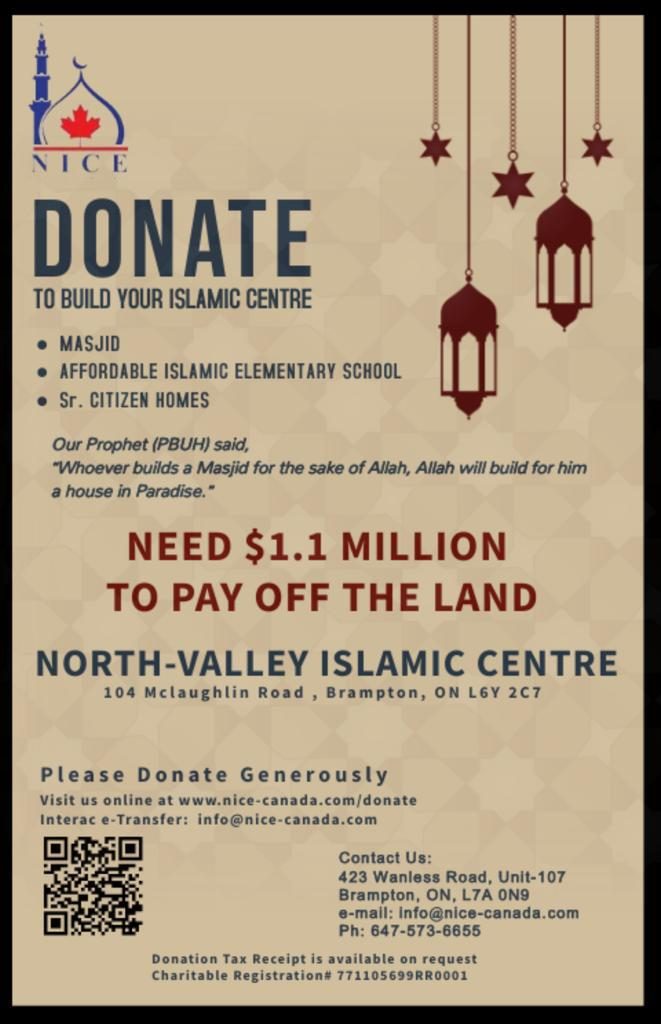 NICE
DONATE
TO BUILD YOUR ISLAMIC CENTRE
● MASJID
● AFFORDABLE ISLAMIC ELEMENTARY SCHOOL
● Sr. CITIZEN HOMES
Our Prophet (PBUH) said,
"Whoever builds a Masjid for the sake of Allah, Allah will build for him
a house in Paradise."
NEED $1.1 MILLION
TO PAY OFF THE LAND
NORTH-VALLEY ISLAMIC CENTRE
104 Mclaughlin Road , Brampton, ON L6Y 2C7
Please Donate Generously
Visit us online at www.nice-canada.com/donate
Interac e-Transfer: info@nice-canada.com
Contact Us:
423 Wanless Road, Unit-107
Brampton, ON, L7A 0N9
e-mail: info@nice-canada.com
Ph: 647-573-6655
Donation Tax Receipt is available on request
Charitable Registration# 771105699RR0001